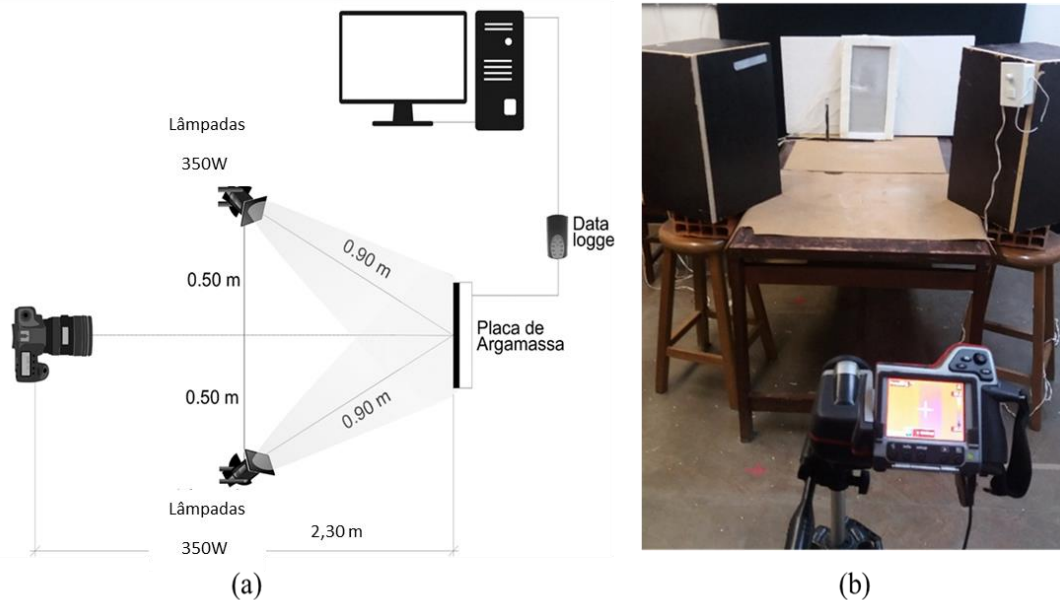 Lâmpadas
350W
Data
logge
0.90 m
0.50 m
Placa de
Argamassa
0.50 m
0.90 m
Lâmpadas
350W
2,30 m
(a)
(b)